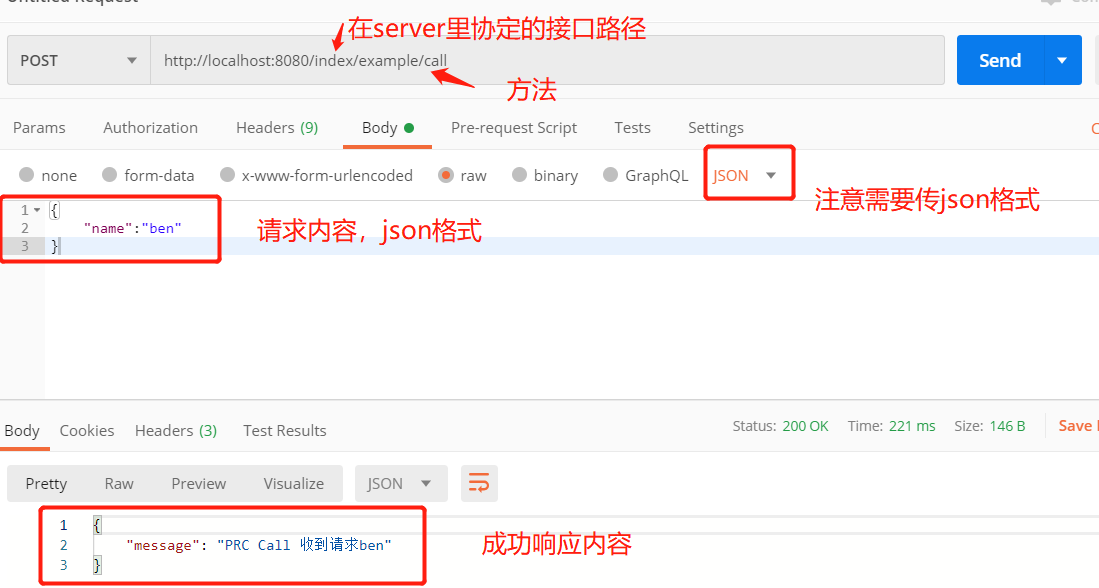 在server里协定的接口路径
POST
http://localhost:8080/index/example/call
Send
方法
Params
Authorization
Headers (9)
Body
Pre-request Script
Tests
Settings
none
form-data
x-www-form-urlencoded
raw
binary
GraphQL
JSON
注意需要传json格式
1 {
2 "name":"ben"
3 }
请求内容，json格式
Body
Cookies
Headers (3)
Test Results
Status: 200 OK
Time: 221 ms
Size: 146 B
Save
Pretty
Raw
Preview
Visualize
JSON
1 {
2 "message": "PRC Call 收到请求ben"
3 }
成功响应内容